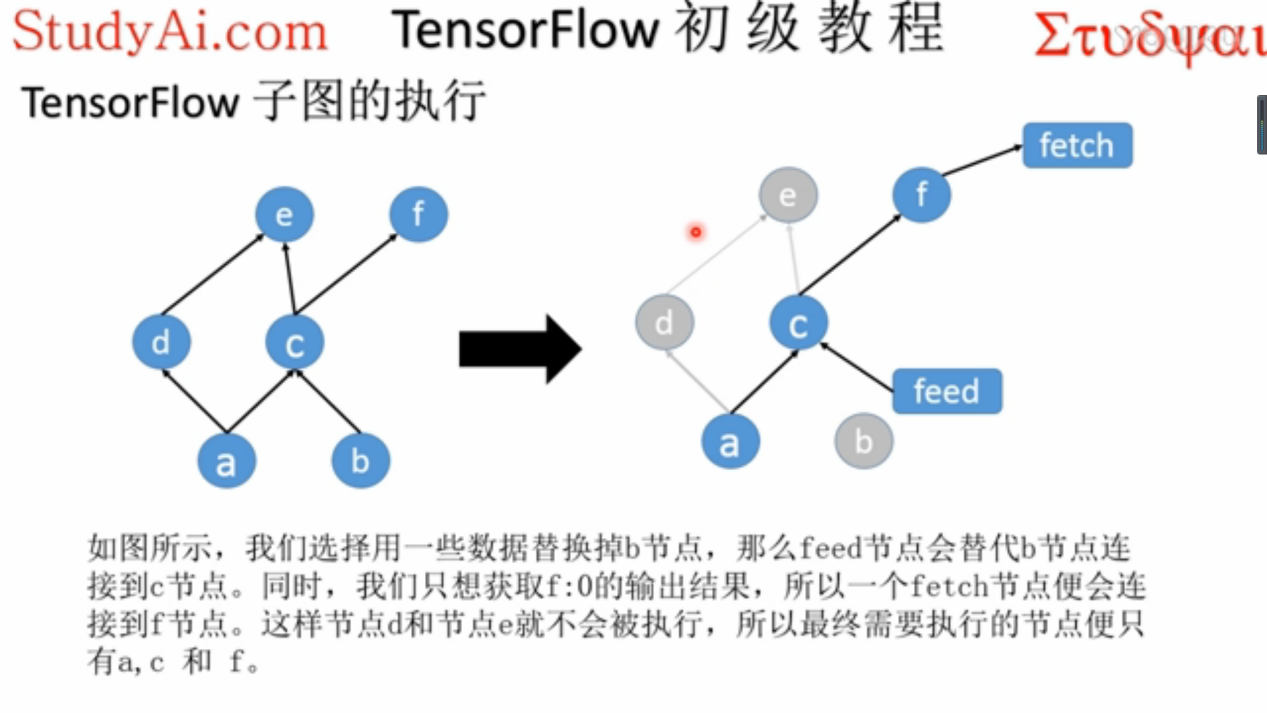 StudyAi.com
TensorFlow 初级教程
Στυδψαι
TensorFlow 子图的执行
fetch
e
f
e
f
d
c
d
c
feed
a
b
a
b
如图所示，我们选择用一些数据替换掉b节点，那么feed节点会替代b节点连
接到c节点。同时，我们只想获取f:0的输出结果，所以一个fetch节点便会连
接到f节点。这样节点d和节点e就不会被执行，所以最终需要执行的节点便只
有a,c 和 f。